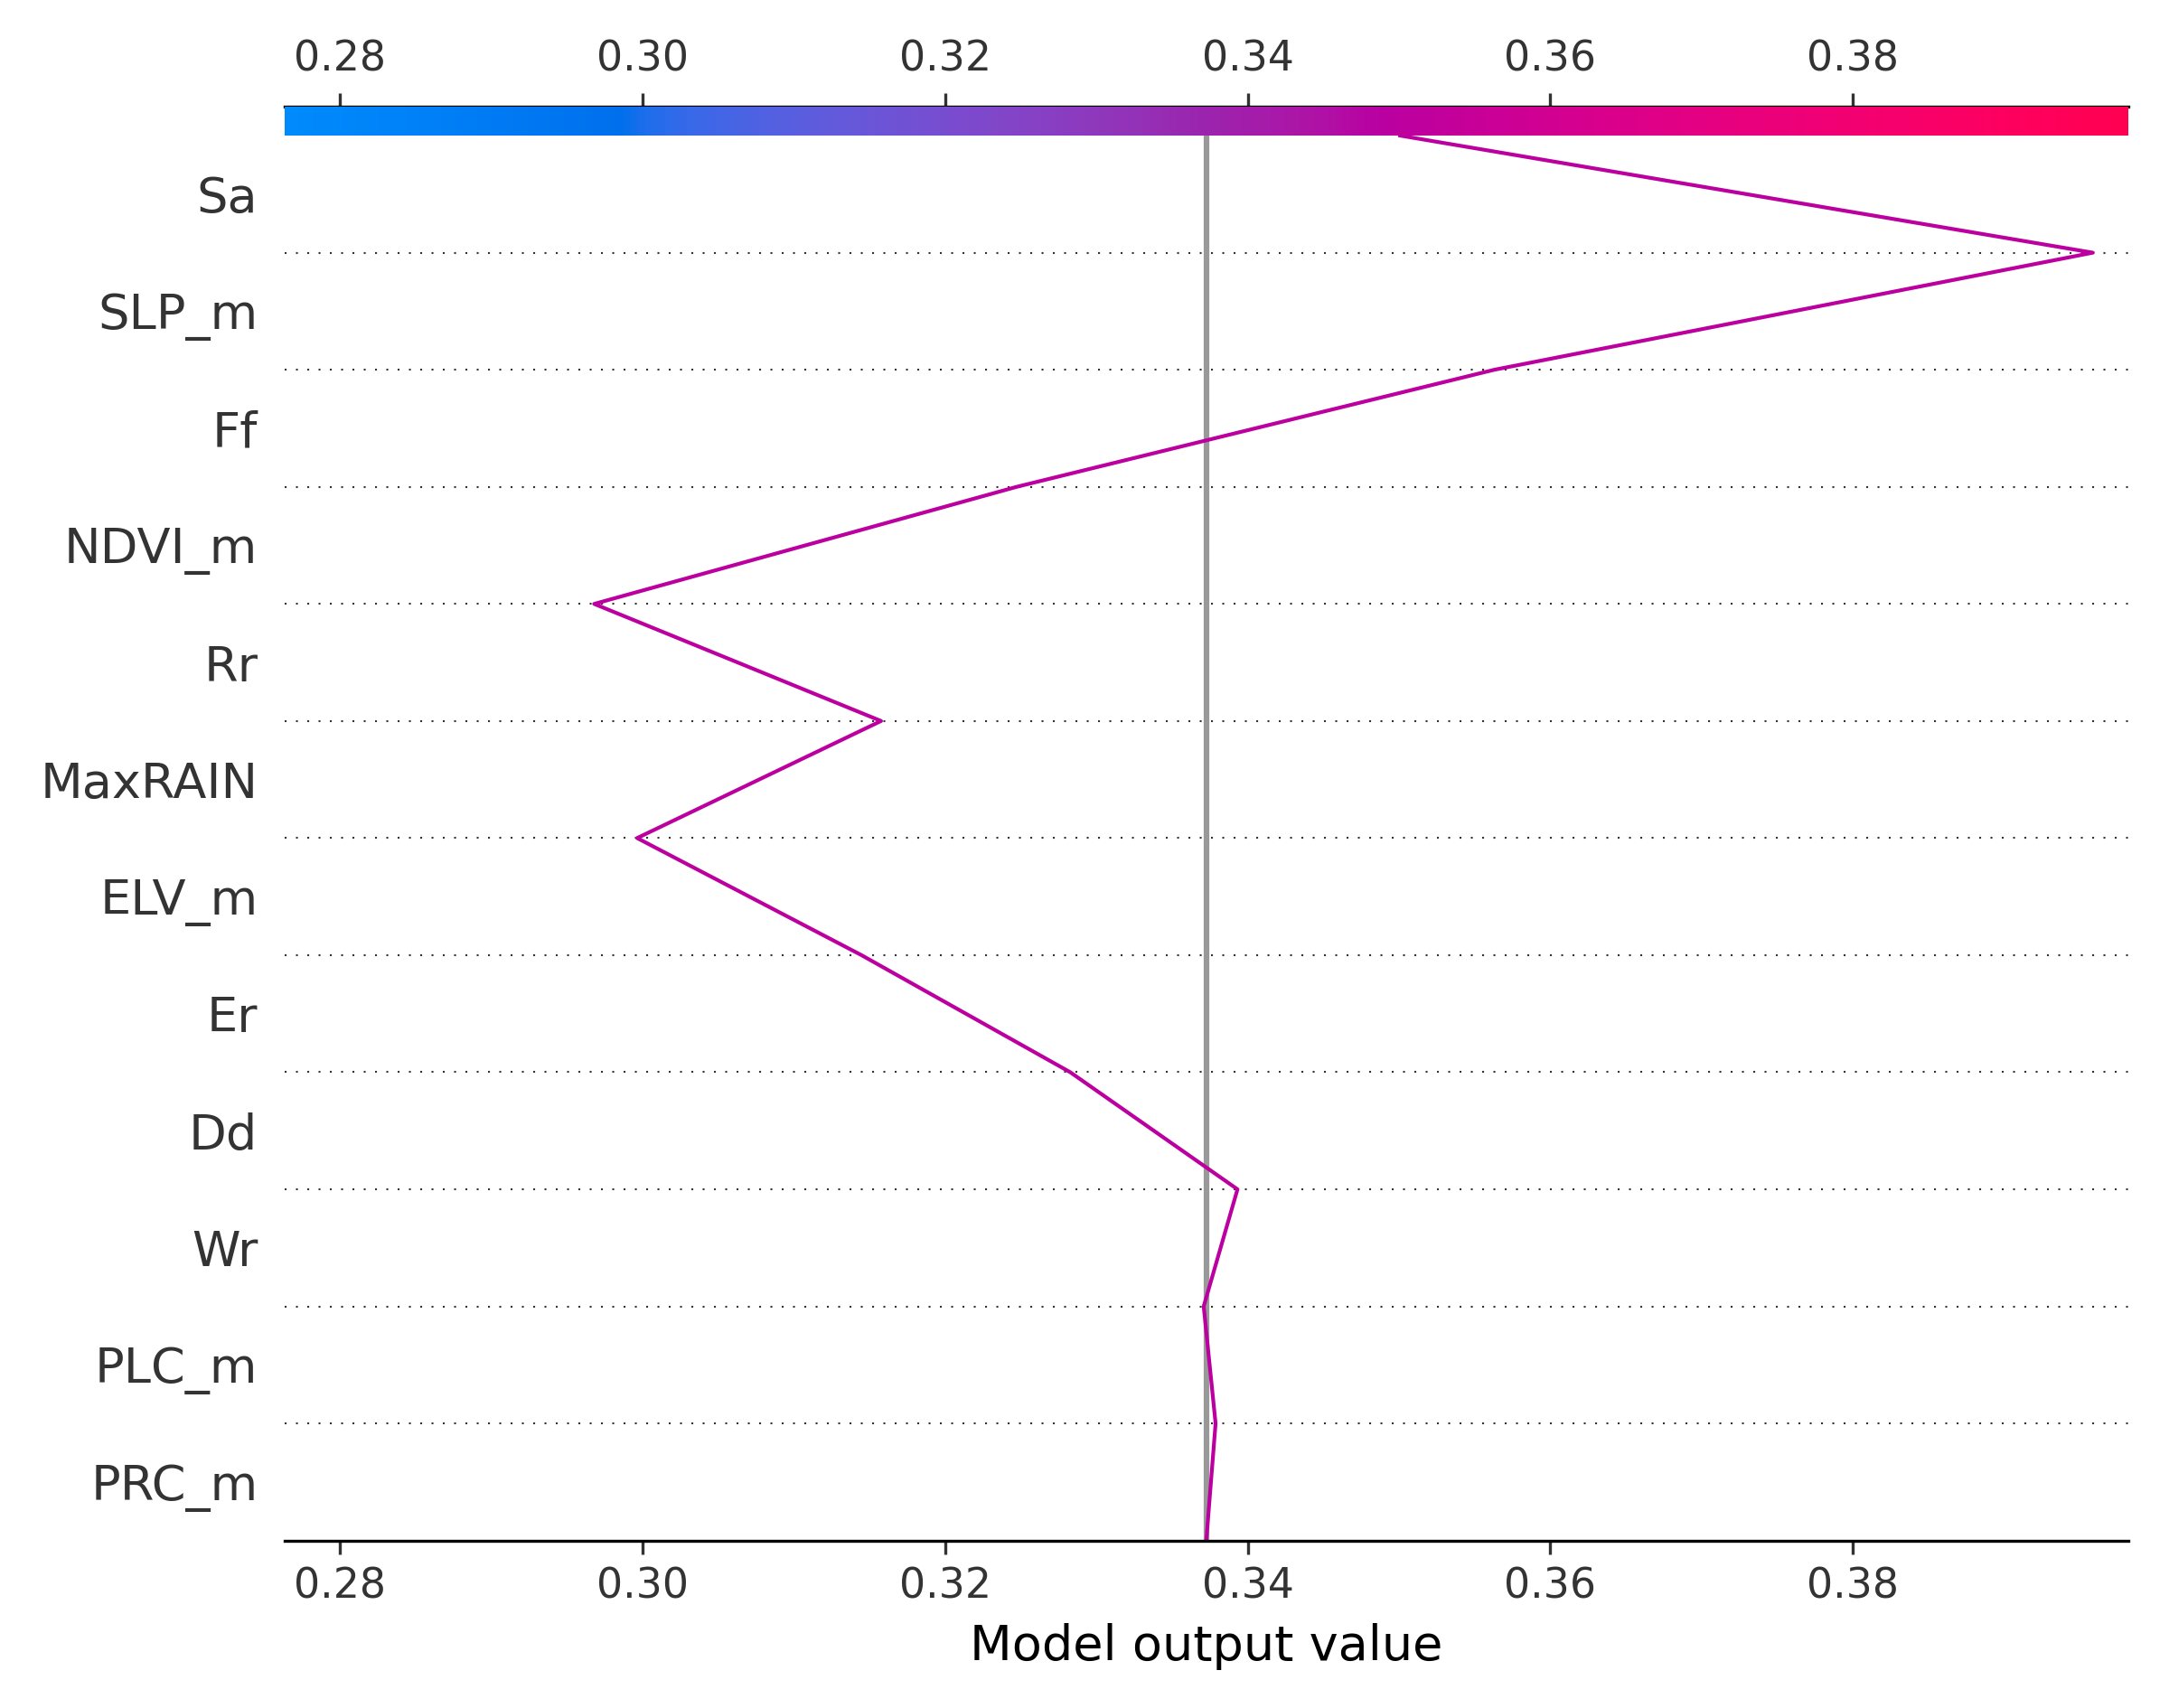 0.28 0.30 0.32 0.34 0.36 0.38
Sa
SLP_m
Ff
NDVI_m
Rr
MaxRAIN
ELV_m
Er
Dd
Wr
PLC_m
PRC_m
0.28 0.30 0.32 0.34 0.36 0.38
Model output value